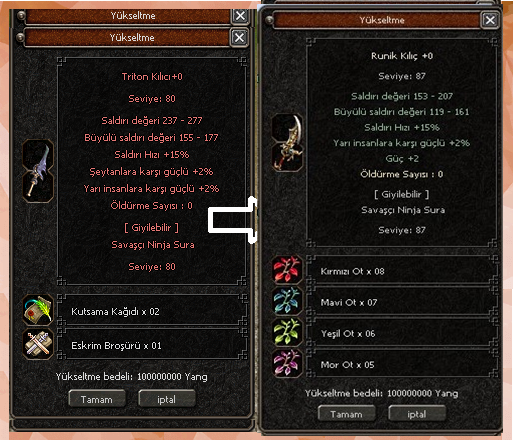 Yükseltme
Yükseltme
Triton Kılıcı+0
Seviye: 80
Saldırı değeri 237 - 277
Büyülü saldırı değeri 155 - 177
Saldırı Hızı +15%
Şeytanlara karşı güçlü +2%
Yarı insanlara karşı güçlü +2%
Öldürme Sayısı : 0
[ Giyilebilir ]
Savaşçı Ninja Sura
Seviye: 80
Kutsama Kağıdı x 02
Eskrim Broşürü x 01
Yükseltme bedeli: 100000000 Yang
Tamam
iptal
Yükseltme
Runik Kılıç +0
Seviye: 87
Saldırı değeri 153 - 207
Büyülü saldırı değeri 119 - 161
Saldırı Hızı +15%
Yarı insanlara karşı güçlü +2%
Güç +2
Öldürme Sayısı : 0
[ Giyilebilir ]
Savaşçı Ninja Sura
Seviye: 87
Kırmızı Ot x 08
Mavi Ot x 07
Yeşil Ot x 06
Mor Ot x 05
Yükseltme bedeli: 100000000 Yang
Tamam
iptal